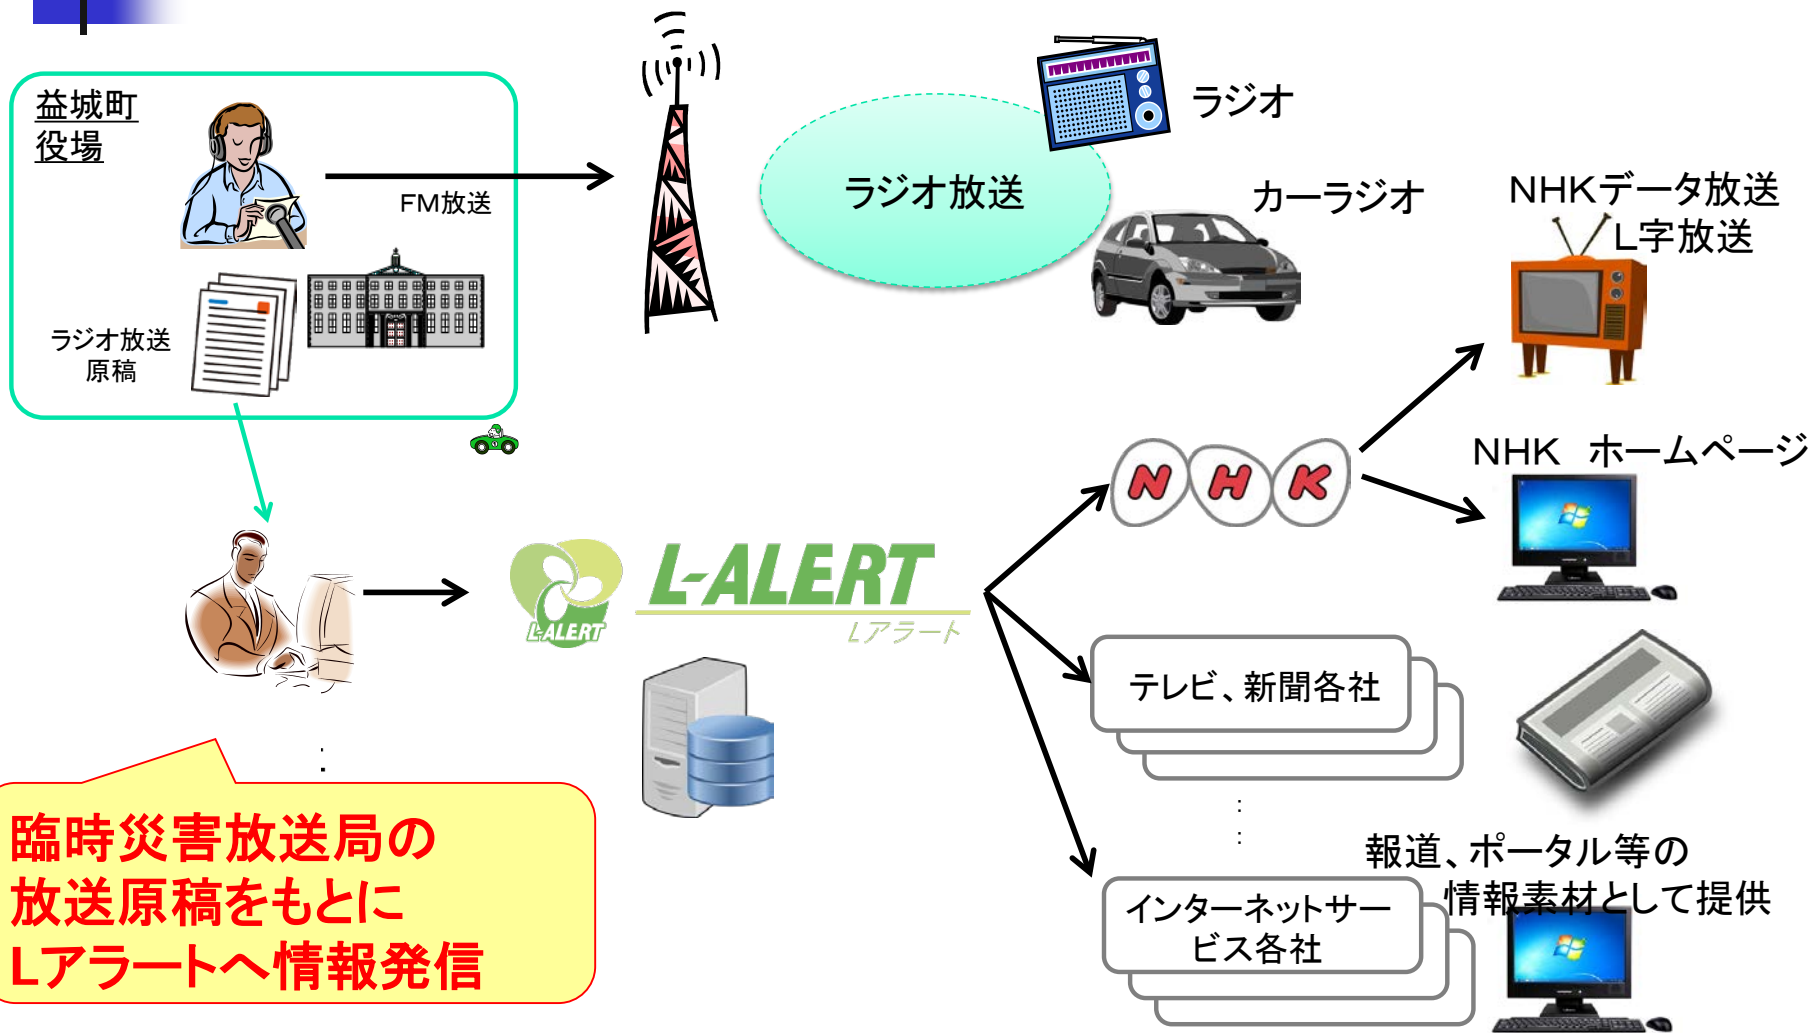 益城町
役場
FM放送
ラジオ放送
原稿
ラジオ放送
ラジオ
カーラジオ
NHKデータ放送
L字放送
NHK
NHK　ホームページ
L-ALERT
L-ALERT
Lアラート
テレビ、新聞各社
:
:
報道、ポータル等の
情報素材として提供
インターネットサー
ビス各社
臨時災害放送局の
放送原稿をもとに
Lアラートへ情報発信